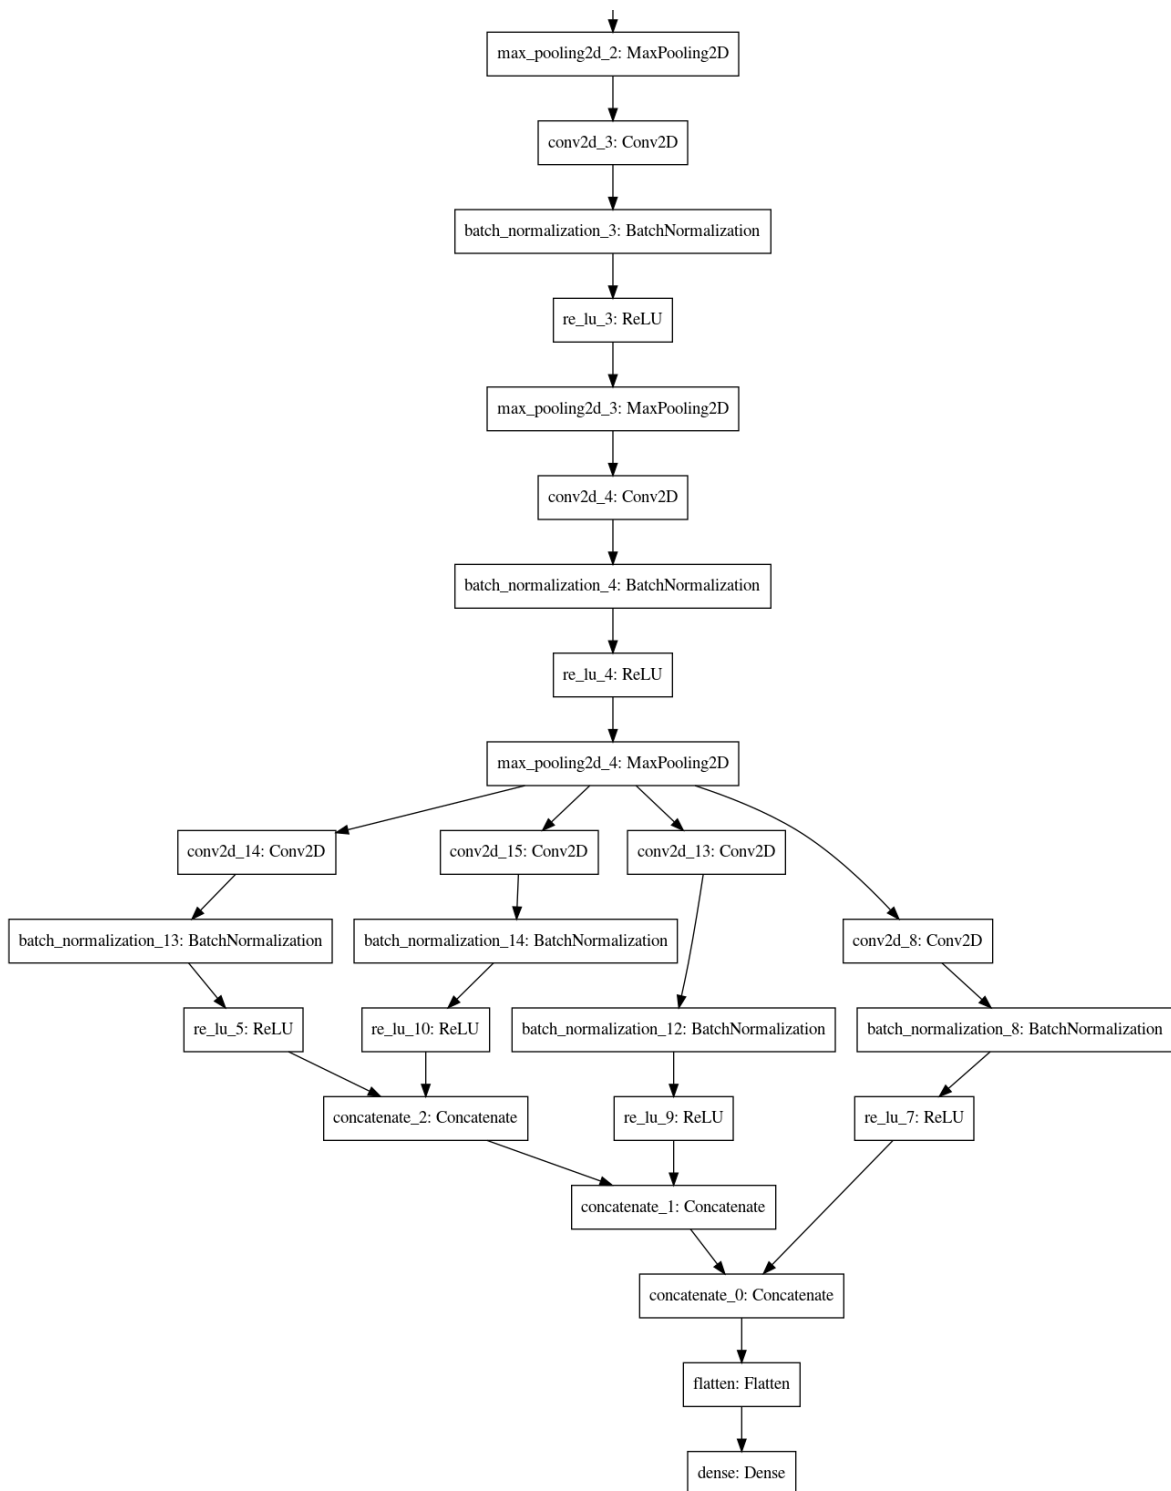 max_pooling2d_2: MaxPooling2D
conv2d_3: Conv2D
batch_normalization_3: BatchNormalization
re_lu_3: ReLU
max_pooling2d_3: MaxPooling2D
conv2d_4: Conv2D
batch_normalization_4: BatchNormalization
re_lu_4: ReLU
max_pooling2d_4: MaxPooling2D
conv2d_14: Conv2D
conv2d_15: Conv2D
conv2d_13: Conv2D
batch_normalization_13: BatchNormalization
batch_normalization_14: BatchNormalization
conv2d_8: Conv2D
re_lu_5: ReLU
re_lu_10: ReLU
batch_normalization_12: BatchNormalization
batch_normalization_8: BatchNormalization
concatenate_2: Concatenate
re_lu_9: ReLU
re_lu_7: ReLU
concatenate_1: Concatenate
concatenate_0: Concatenate
flatten: Flatten
dense: Dense